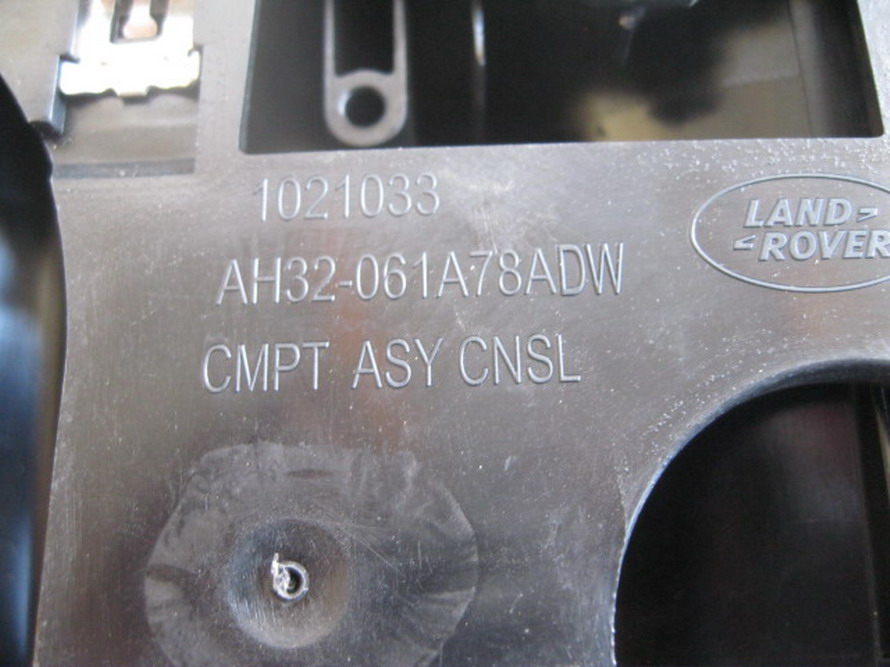 1021033
LAND
ROVER
AH32-061A78ADW
CMPT ASY CNSL